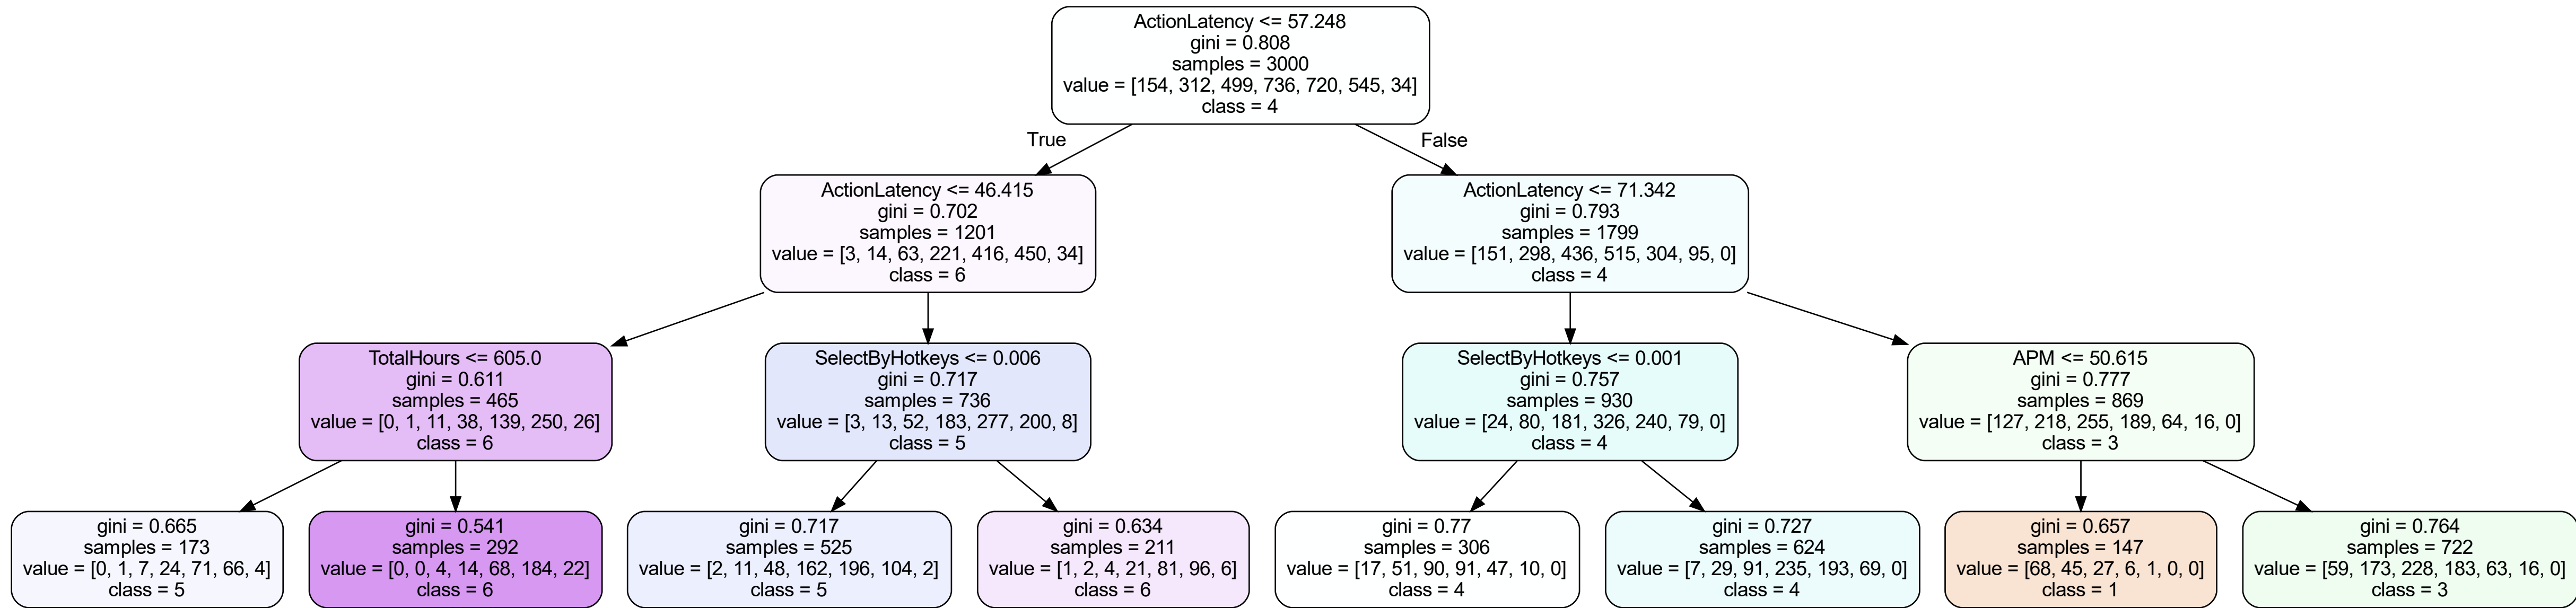 ActionLatency <= 57.248
gini = 0.808
samples = 3000
value = [154, 312, 499, 736, 720, 545, 34]
class = 4
True
False
ActionLatency <= 46.415
gini = 0.702
samples = 1201
value = [3, 14, 63, 221, 416, 450, 34]
class = 6
ActionLatency <= 71.342
gini = 0.793
samples = 1799
value = [151, 298, 436, 515, 304, 95, 0]
class = 4
TotalHours <= 605.0
gini = 0.611
samples = 465
value = [0, 1, 11, 38, 139, 250, 26]
class = 6
SelectByHotkeys <= 0.006
gini = 0.717
samples = 736
value = [3, 13, 52, 183, 277, 200, 8]
class = 5
SelectByHotkeys <= 0.001
gini = 0.757
samples = 930
value = [24, 80, 181, 326, 240, 79, 0]
class = 4
APM <= 50.615
gini = 0.777
samples = 869
value = [127, 218, 255, 189, 64, 16, 0]
class = 3
gini = 0.665
samples = 173
value = [0, 1, 7, 24, 71, 66, 4]
class = 5
gini = 0.541
samples = 292
value = [0, 0, 4, 14, 68, 184, 22]
class = 6
gini = 0.717
samples = 525
value = [2, 11, 48, 162, 196, 104, 2]
class = 5
gini = 0.634
samples = 211
value = [1, 2, 4, 21, 81, 96, 6]
class = 6
gini = 0.77
samples = 306
value = [17, 51, 90, 91, 47, 10, 0]
class = 4
gini = 0.727
samples = 624
value = [7, 29, 91, 235, 193, 69, 0]
class = 4
gini = 0.657
samples = 147
value = [68, 45, 27, 6, 1, 0, 0]
class = 1
gini = 0.764
samples = 722
value = [59, 173, 228, 183, 63, 16, 0]
class = 3